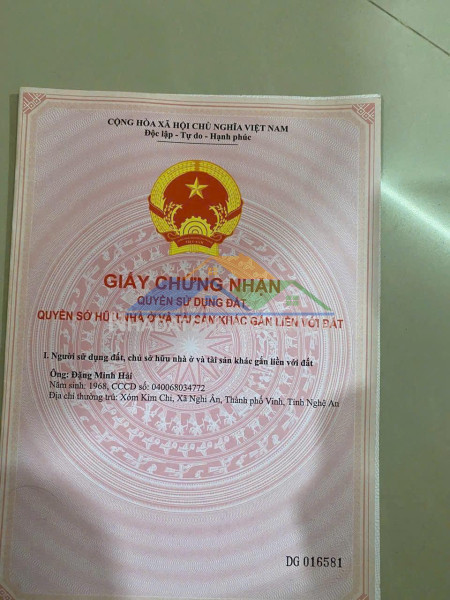 CỘNG HÒA XÃ HỘI CHỦ NGHĨA VIỆT NAM
Độc lập - Tự do - Hạnh phúc
GIẤY CHỨNG NHẬN
QUYỀN SỬ DỤNG ĐẤT
QUYỀN SỞ HỮU NHÀ Ở VÀ TÀI SẢN KHÁC GẮN LIỀN VỚI ĐẤT
I. Người sử dụng đất, chủ sở hữu nhà ở và tài sản khác gắn liền với đất
Ông: Đặng Minh Hải
Năm sinh: 1968, CCCD số: 040068034772
Địa chỉ thường trú: Xóm Kim Chi, Xã Nghi Ân, Thành phố Vinh, Tỉnh Nghệ An
DG 016581